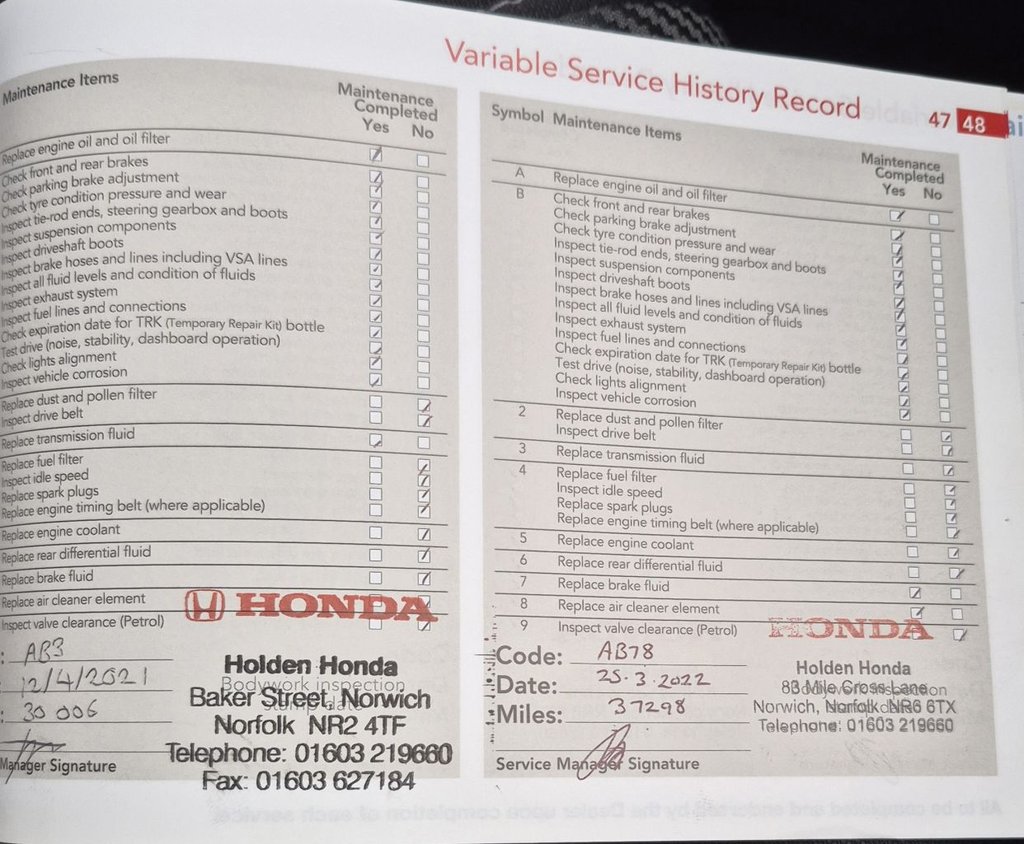 Variable Service History Record
47 48
Maintenance Items
Maintenance
Completed
Yes No
Replace engine oil and oil filter
Check front and rear brakes
Check parking brake adjustment
Check tyre condition pressure and wear
Inspect tie-rod ends, steering gearbox and boots
Inspect suspension components
Inspect driveshaft boots
Inspect brake hoses and lines including VSA lines
Inspect all fluid levels and condition of fluids
Inspect exhaust system
Inspect fuel lines and connections
Check expiration date for TRK (Temporary Repair Kit) bottle
Test drive (noise, stability, dashboard operation)
Check lights alignment
Inspect vehicle corrosion
Replace dust and pollen filter
Inspect drive belt
Replace transmission fluid
Replace fuel filter
Inspect idle speed
Replace spark plugs
Replace engine timing belt (where applicable)
Replace engine coolant
Replace rear differential fluid
Replace brake fluid
Replace air cleaner element
Inspect valve clearance (Petrol)
HONDA
: AB3
12/4/2021
: 30 006
Manager Signature
Holden Honda
Bodywork inspection
stamp date
Baker Street, Norwich
Norfolk NR2 4TF
Telephone: 01603 219660
Fax: 01603 627184
Symbol Maintenance Items
Maintenance
Completed
Yes No
A Replace engine oil and oil filter
B Check front and rear brakes
Check parking brake adjustment
Check tyre condition pressure and wear
Inspect tie-rod ends, steering gearbox and boots
Inspect suspension components
Inspect driveshaft boots
Inspect brake hoses and lines including VSA lines
Inspect all fluid levels and condition of fluids
Inspect exhaust system
Inspect fuel lines and connections
Check expiration date for TRK (Temporary Repair Kit) bottle
Test drive (noise, stability, dashboard operation)
Check lights alignment
Inspect vehicle corrosion
2 Replace dust and pollen filter
Inspect drive belt
3 Replace transmission fluid
4 Replace fuel filter
Inspect idle speed
Replace spark plugs
Replace engine timing belt (where applicable)
5 Replace engine coolant
6 Replace rear differential fluid
7 Replace brake fluid
8 Replace air cleaner element
9 Inspect valve clearance (Petrol)
HONDA
Code: AB78
Date: 25.3.2022
Miles: 37298
Service Manager Signature
Holden Honda
8B Mile Cross Lane
Norwich, Norfolk NR6 6TX
Telephone: 01603 219660